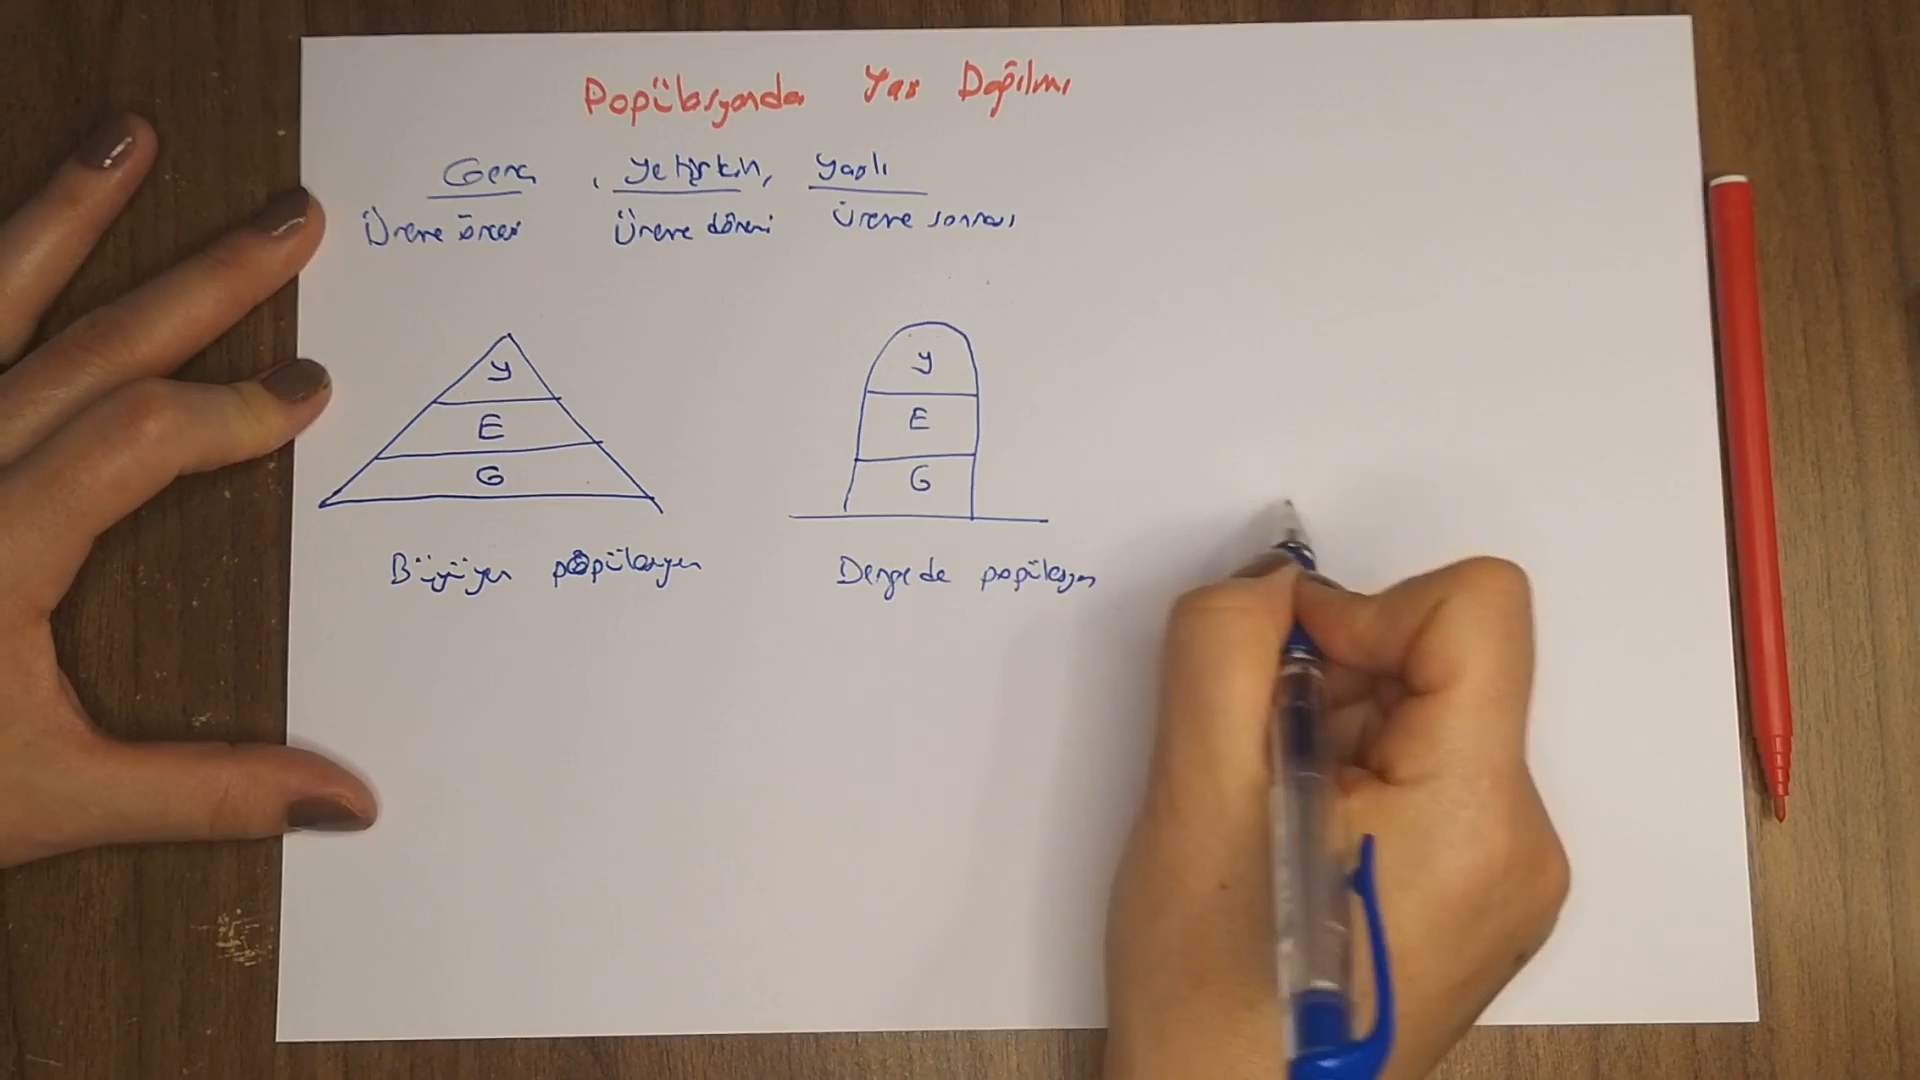 Popülasyonda Yaş Dağılımı
Genç, Yetişkin, Yaşlı
Üreme öncesi Üreme dönemi Üreme sonrası
Y
E
G
Y
E
G
Büyüyen popülasyon
Dengede popülasyon